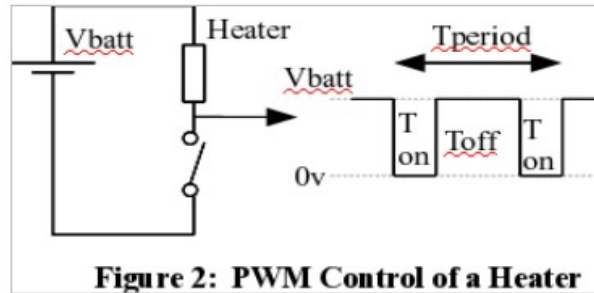 Vbatt
Heater
Vbatt
Tperiod
T on
Toff
T on
0v
Figure 2: PWM Control of a Heater